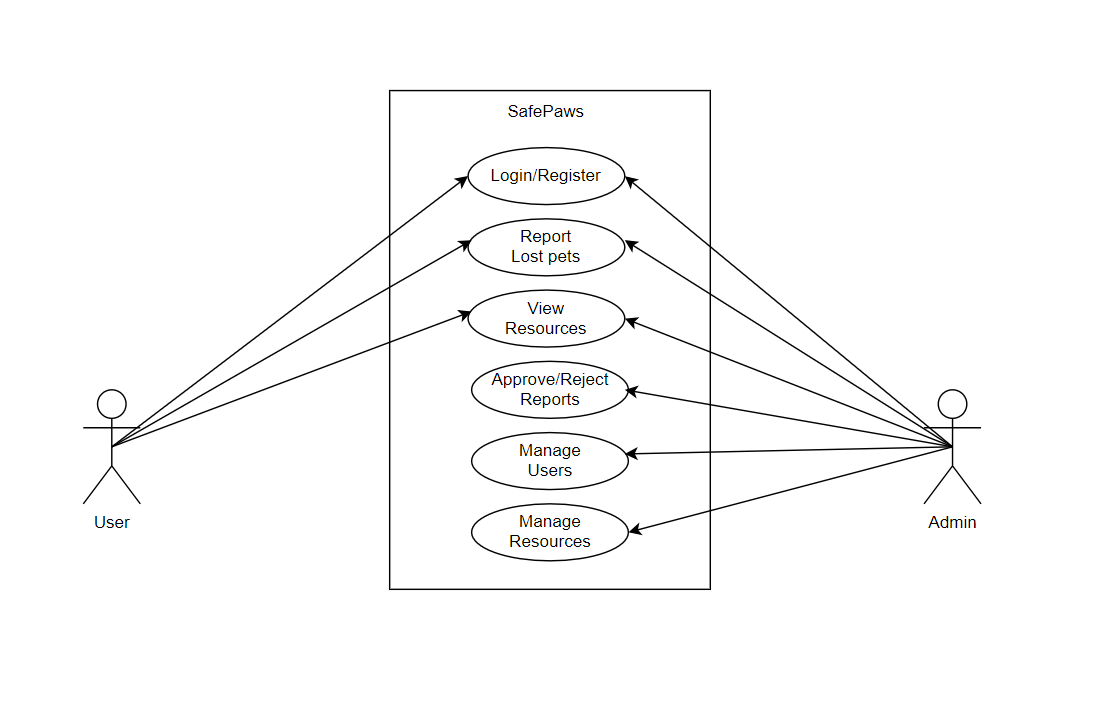 SafePaws
Login/Register
Report
Lost pets
View
Resources
Approve/Reject
Reports
Manage
Users
Manage
Resources
User
Admin